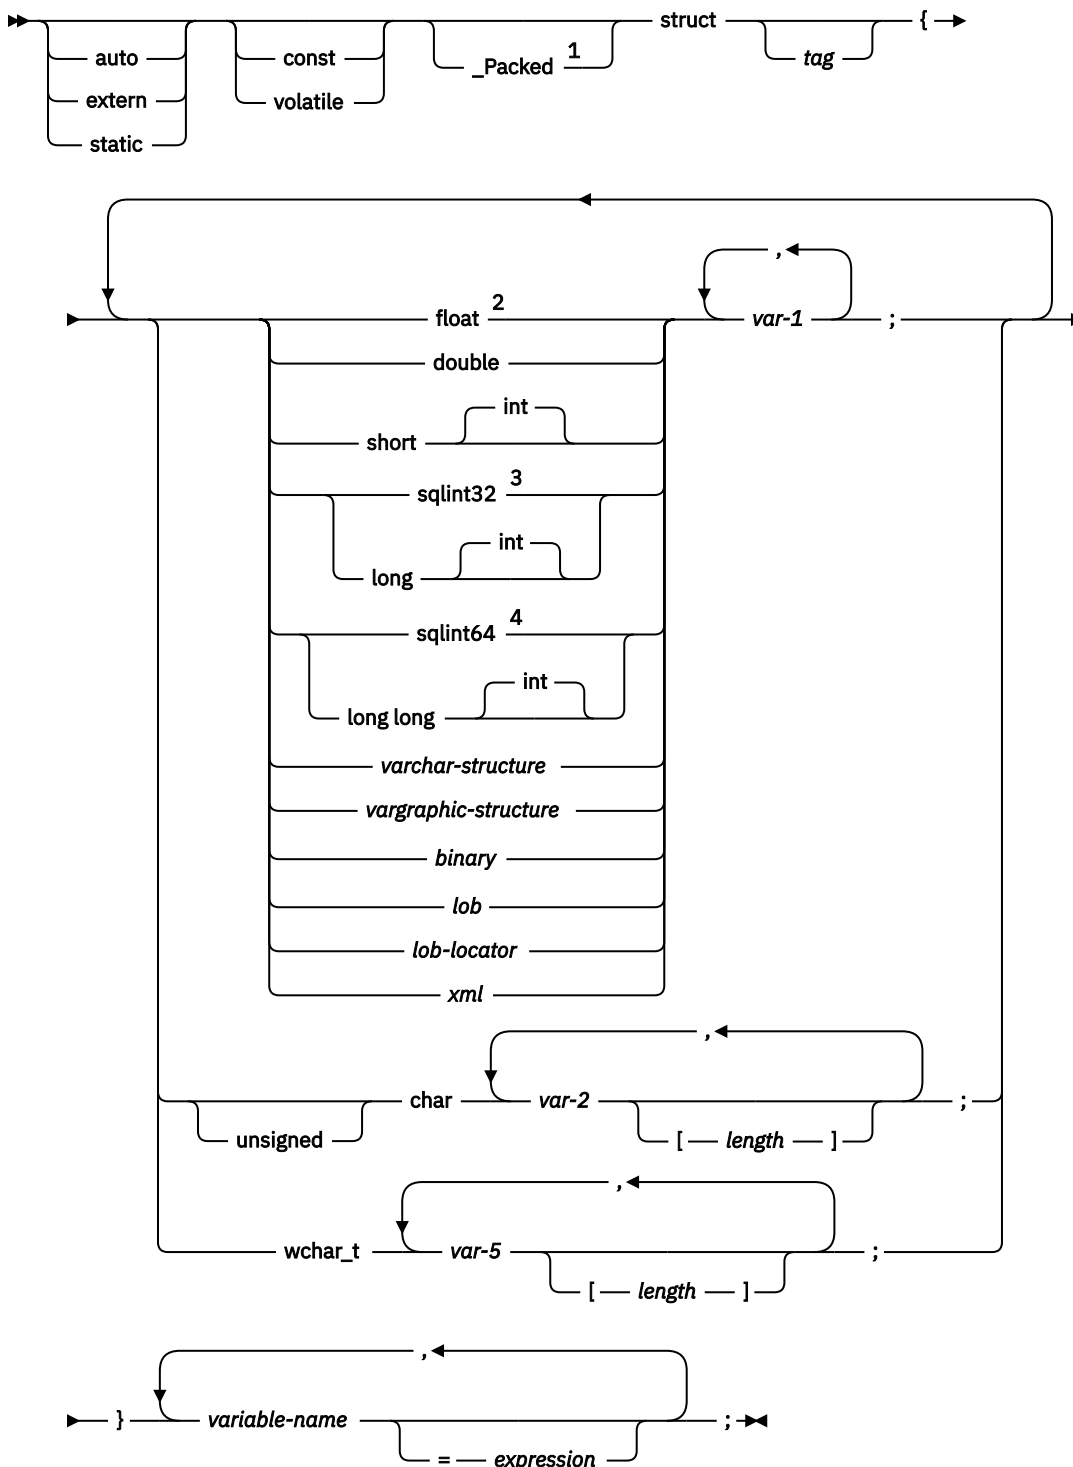 struct {
auto const _Packed 1 tag
extern volatile
static
,
float 2 var-1 ;
double
int
short
sqlint32 3
int
long
sqlint64 4
int
long long
varchar-structure
vargraphic-structure
binary
lob
lob-locator
xml
,
char var-2 ;
unsigned [ length ]
,
wchar_t var-5 ;
[ length ]
,
} variable-name ;
= expression